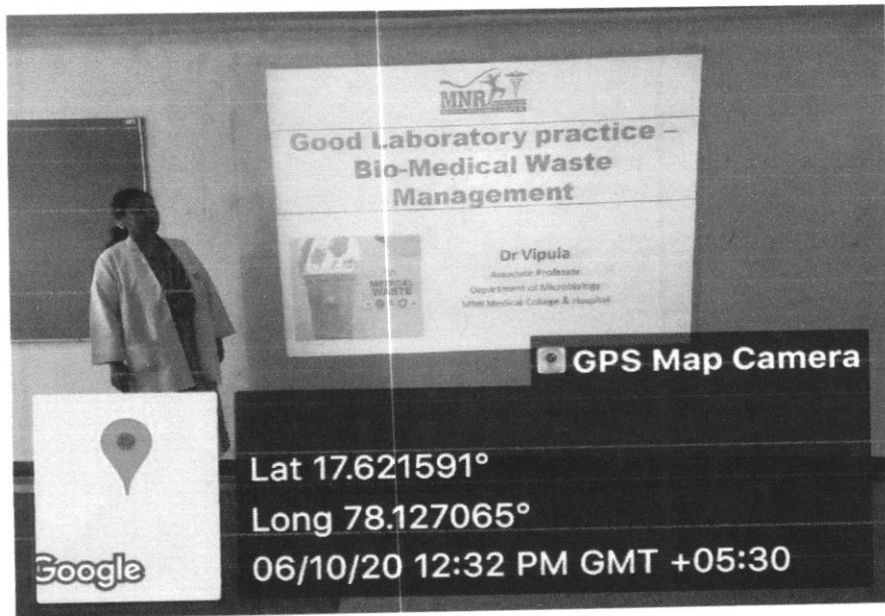 MNR
Good Laboratory practice –
Bio-Medical Waste
Management
MEDICAL
WASTE
Dr Vipula
Associate Professor
Department of Microbiology
MNR Medical College & Hospital
GPS Map Camera
Lat 17.621591°
Long 78.127065°
06/10/20 12:32 PM GMT +05:30
Google